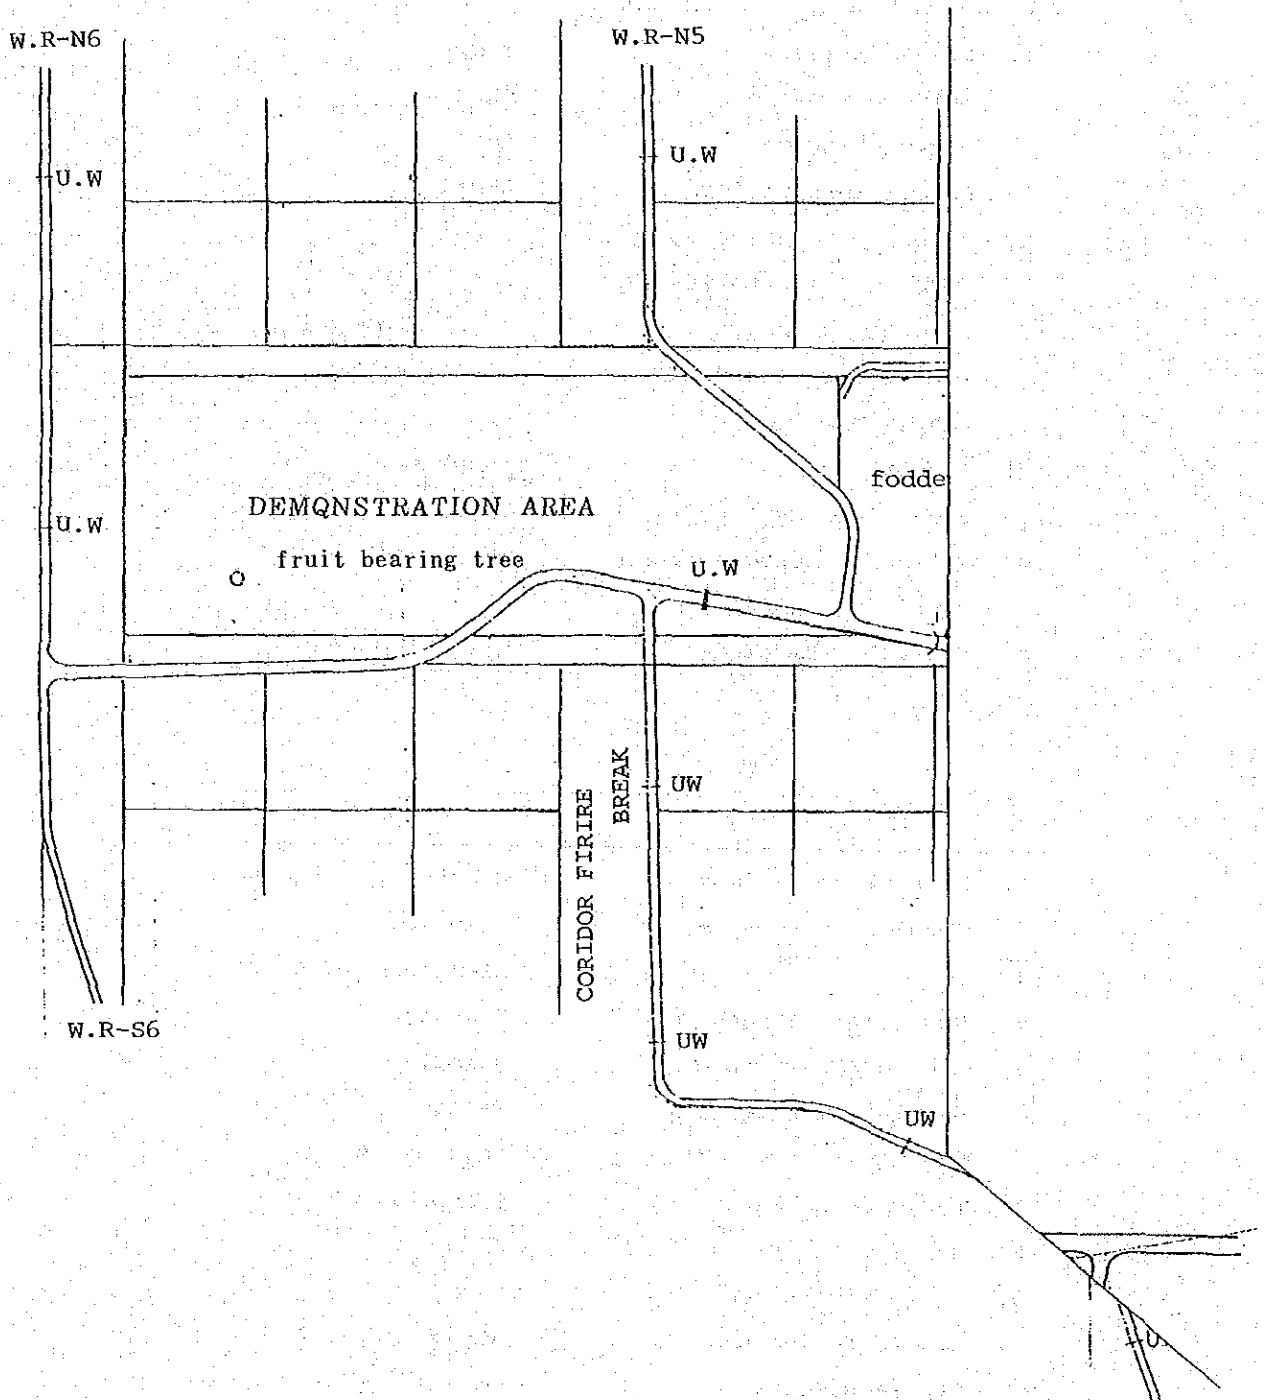 W.R-N6
W.R-N5
U.W
U.W
fodde
DEMQNSTRATION AREA
U.W
fruit bearing tree
U.W
CORIDOR FIRIRE
BREAK
UW
W.R-S6
UW
UW
U.